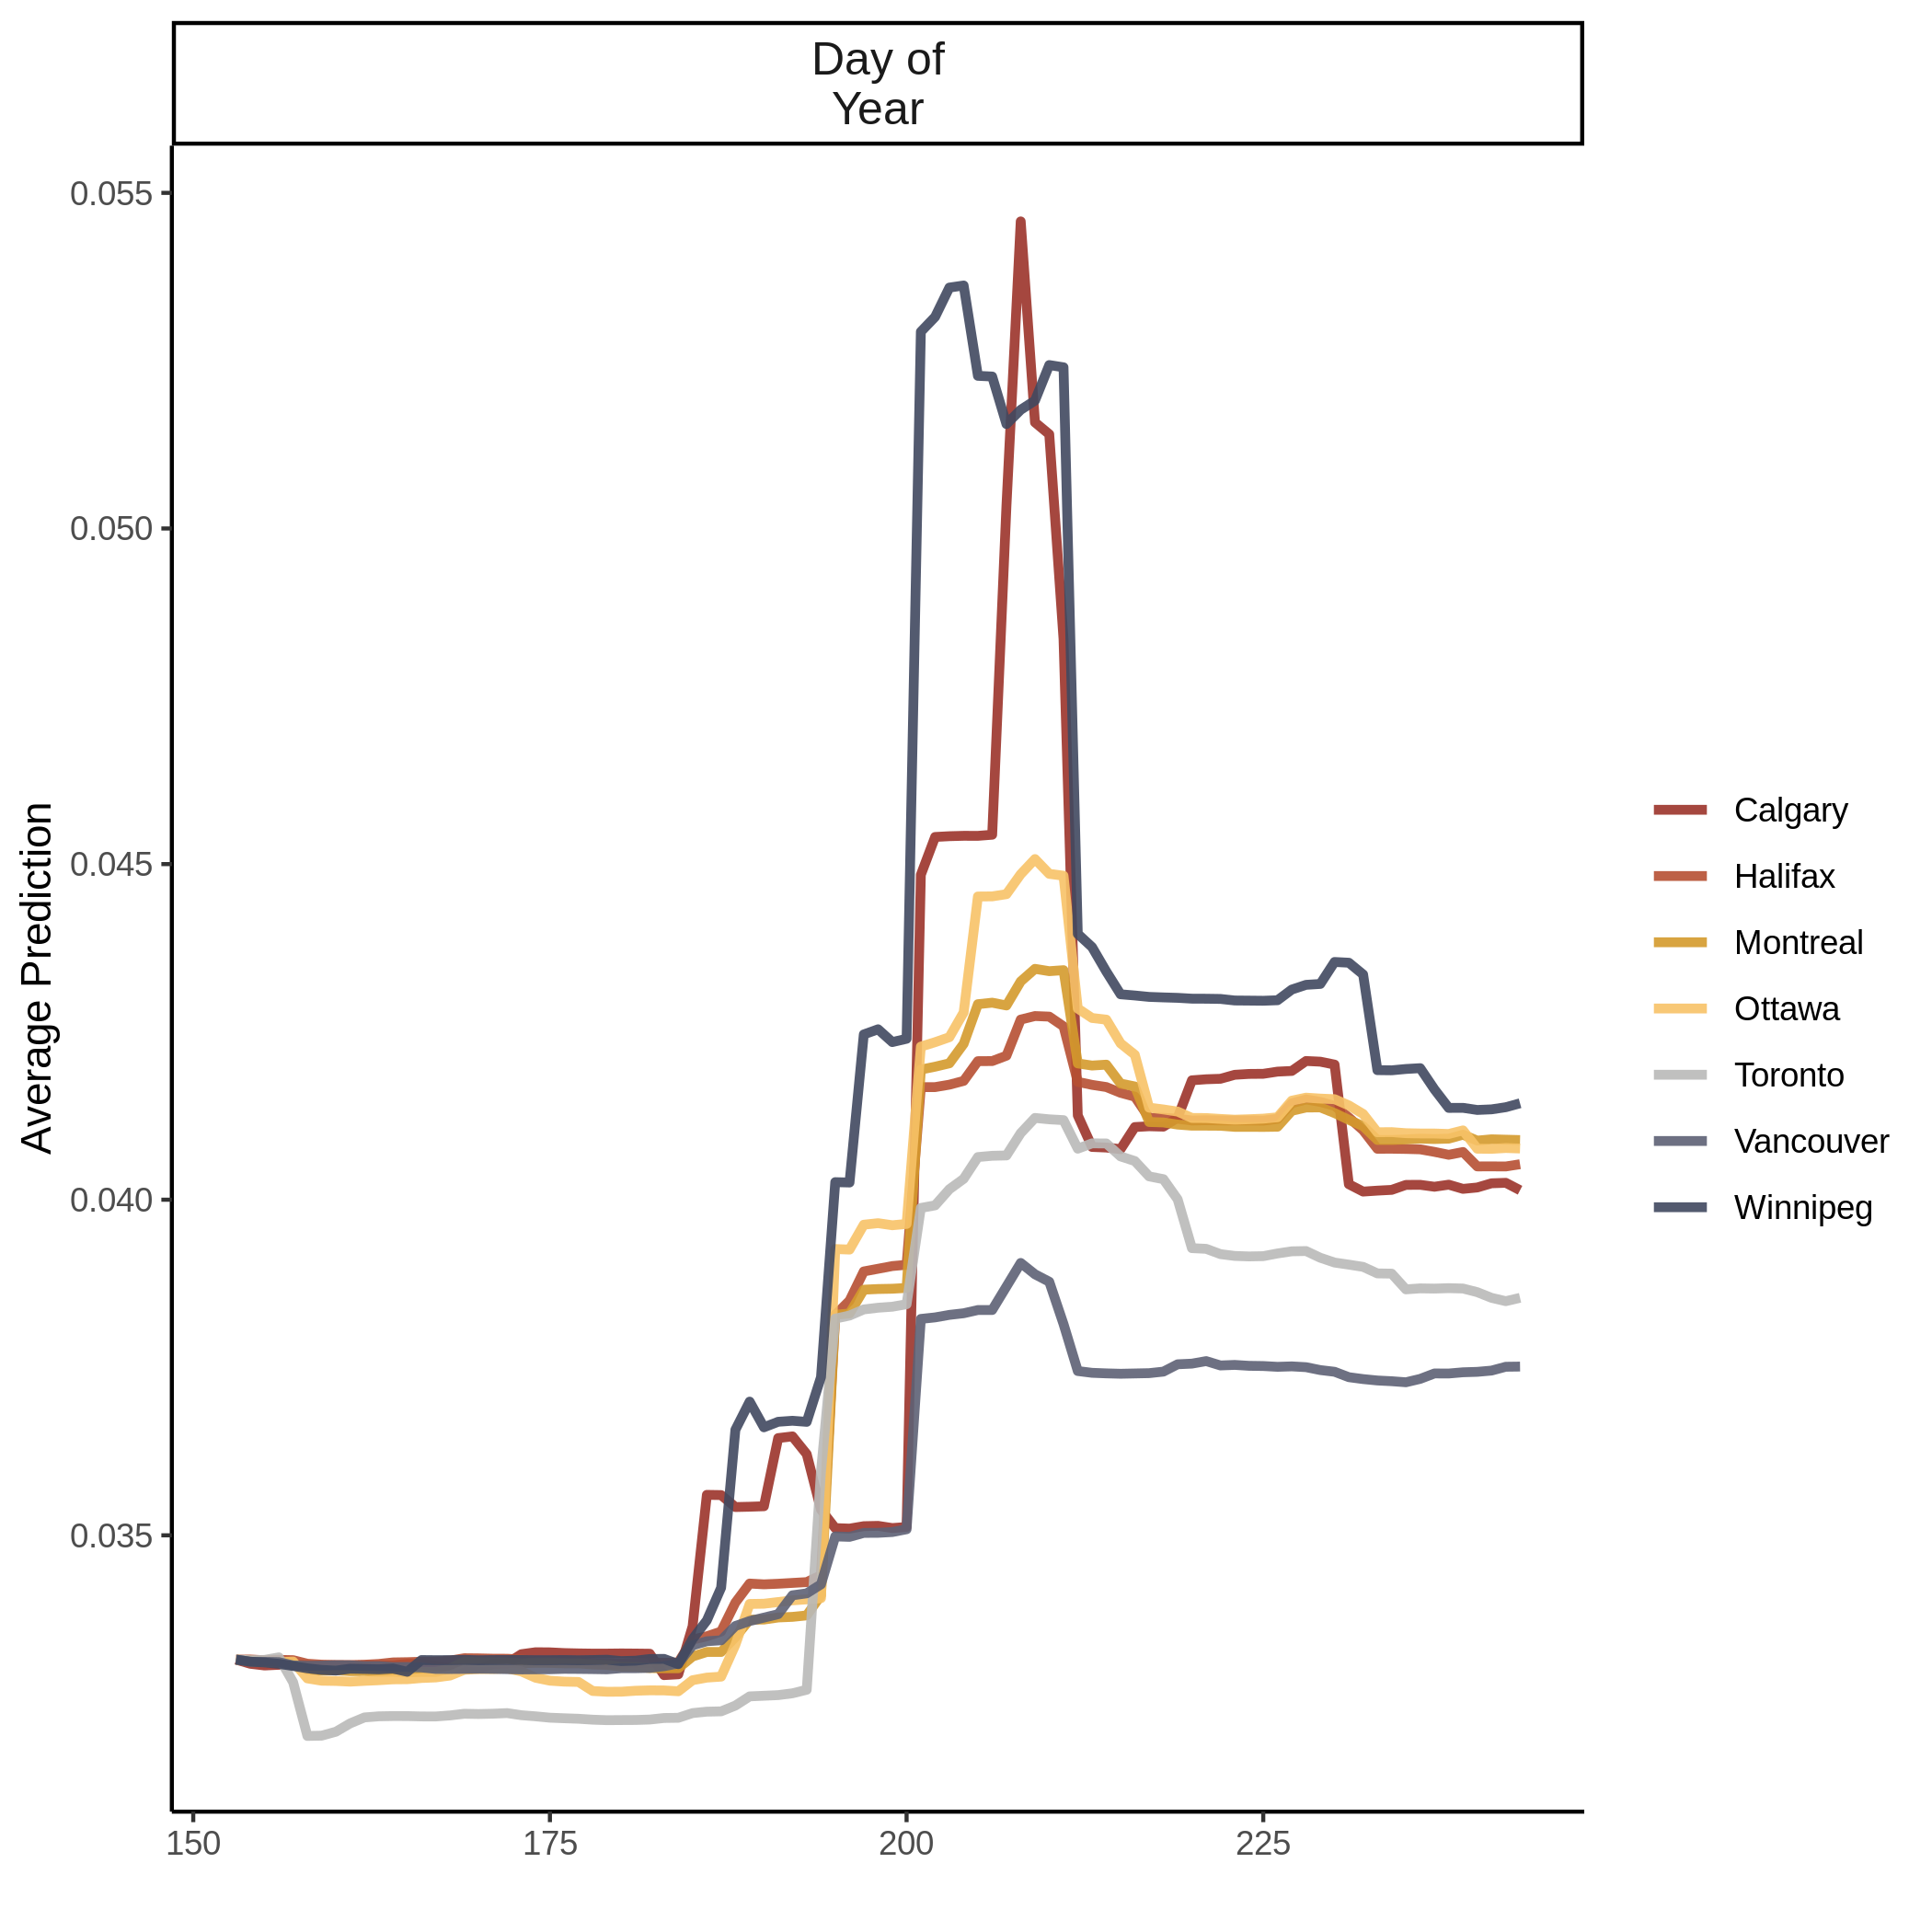 Day of
Year
0.055
0.050
0.045
0.040
0.035
Average Prediction
150
175
200
225
Calgary
Halifax
Montreal
Ottawa
Toronto
Vancouver
Winnipeg